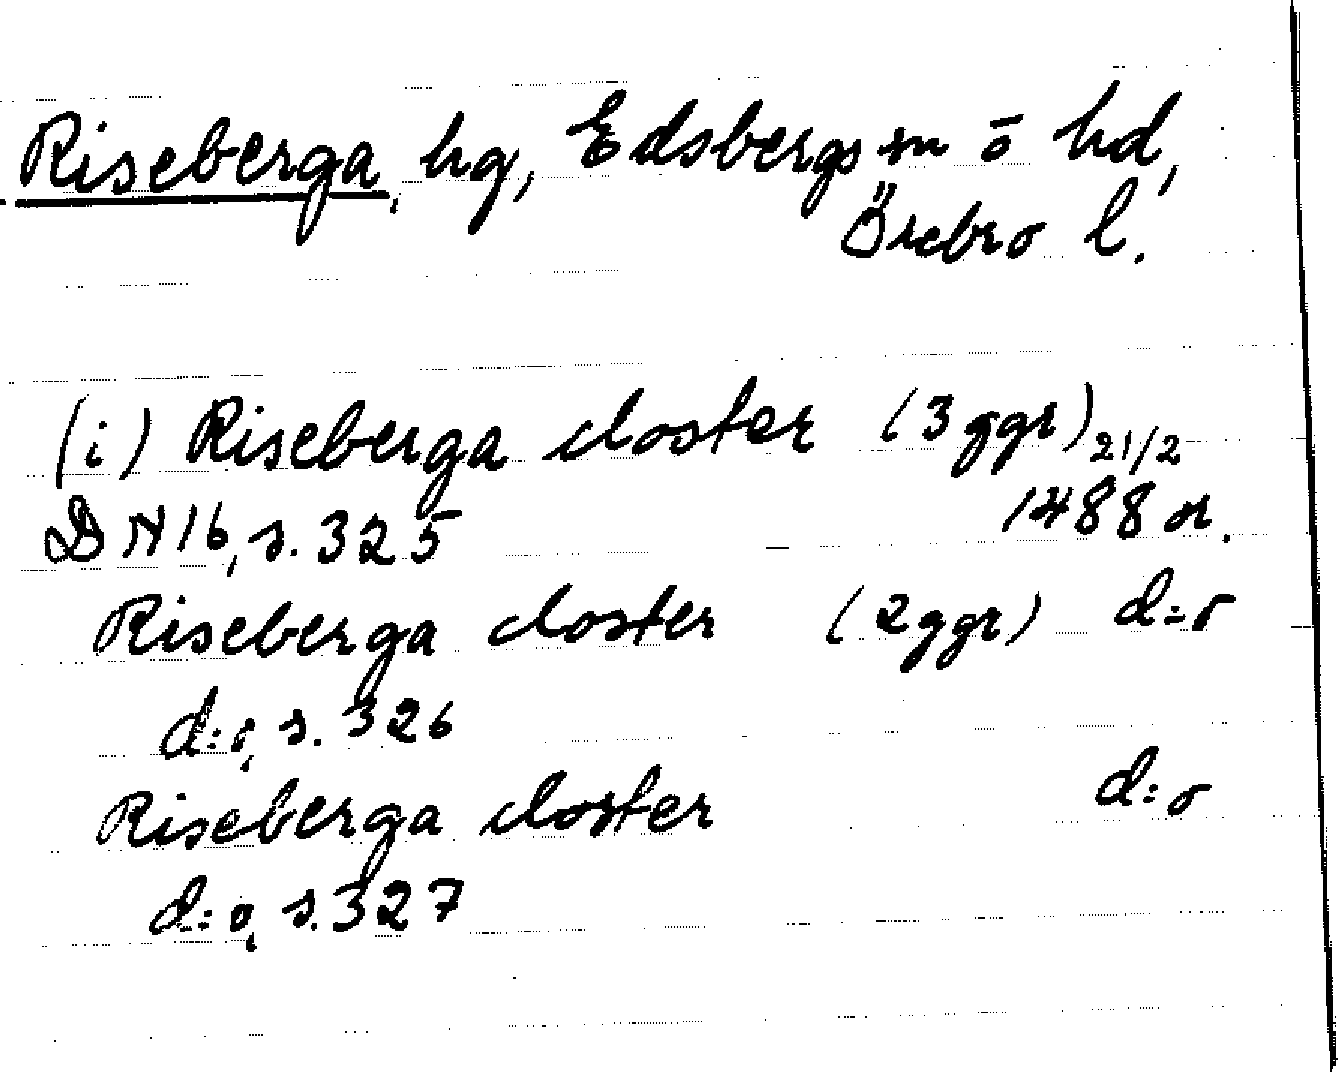 Riseberga, hg, Edsbergs sn o hd,
Örebro l.
(i) Riseberga closter (3 ggr) 21/2
DN 16, s. 325 1488 or.
Riseberga closter (2 ggr) d:o
d:o, s. 326
Riseberga closter d:o
d:o, s. 327